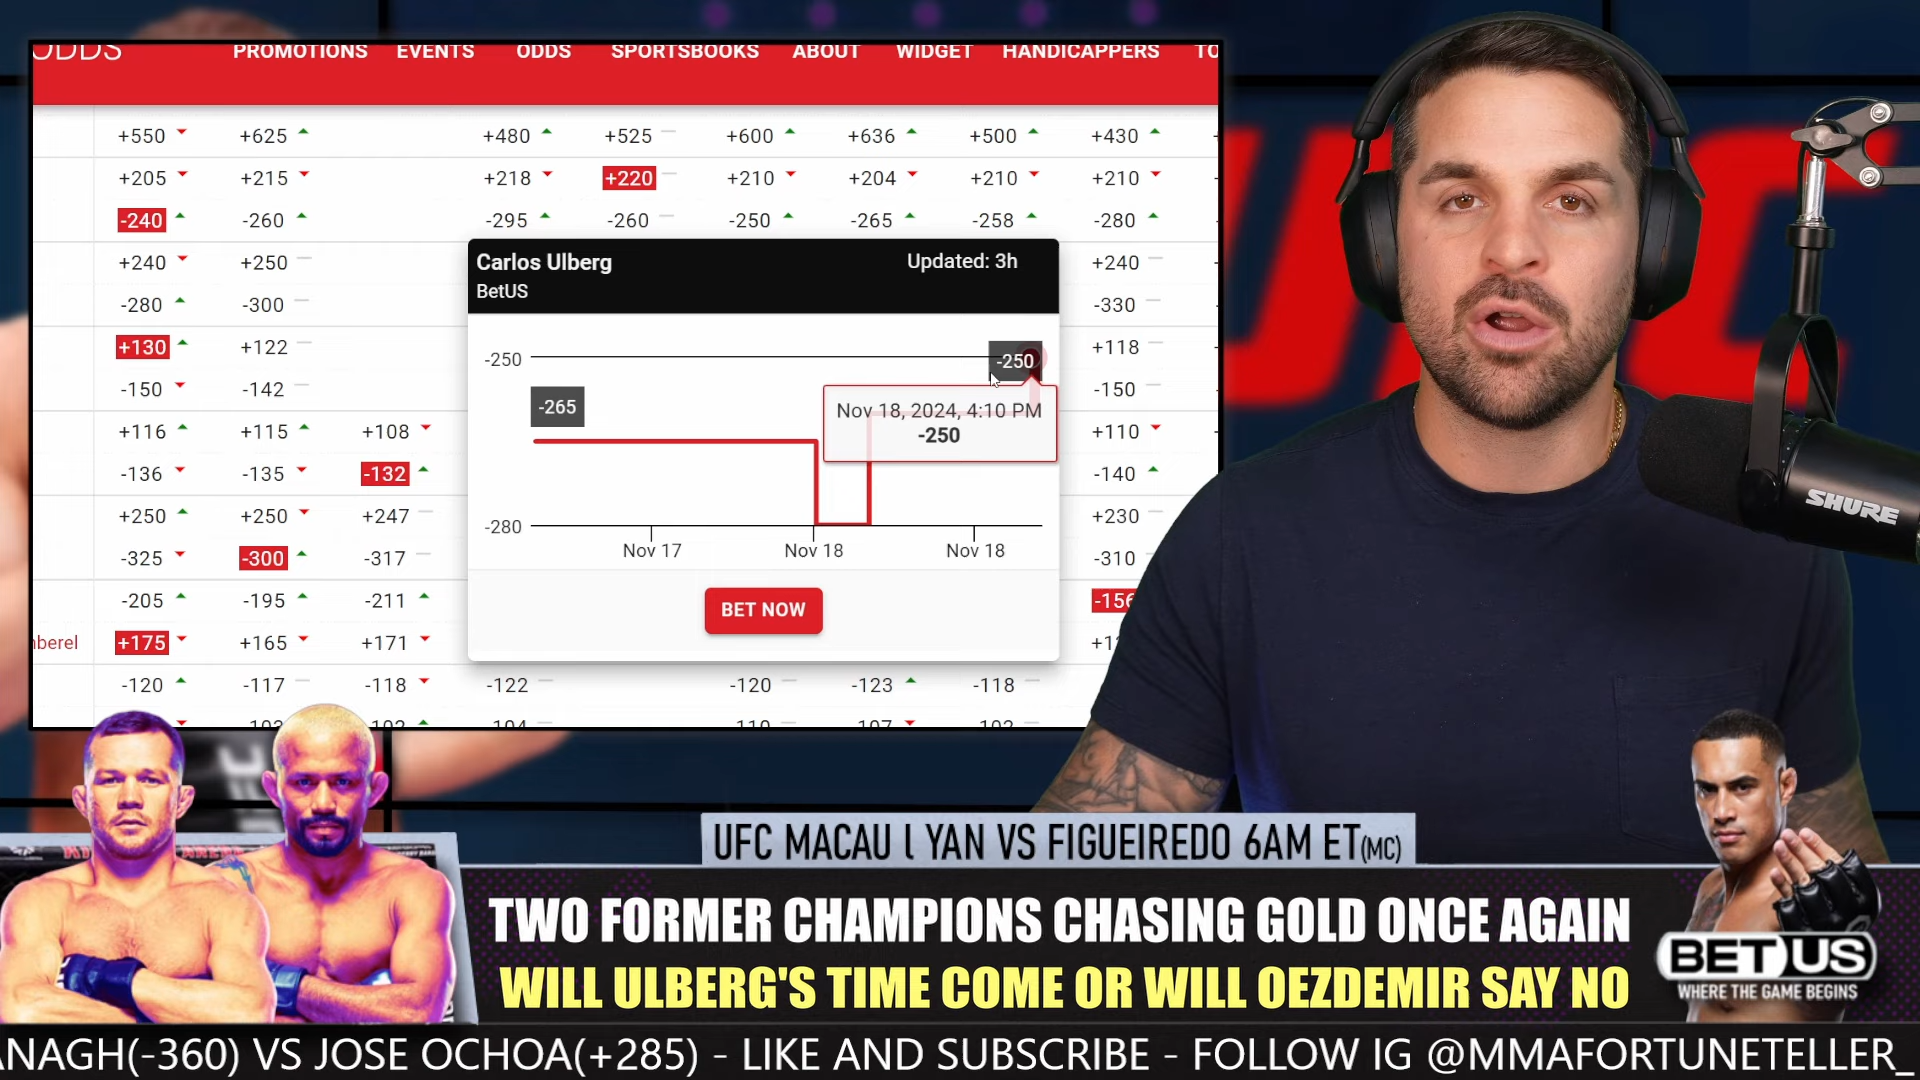 ODDS PROMOTIONS EVENTS ODDS SPORTSBOOKS ABOUT WIDGET HANDICAPPERS TO
+550 +625 +480 +525 +600 +636 +500 +430
+205 +215 +218 +220 +210 +204 +210 +210
-240 -260 -295 -260 -250 -265 -258 -280
+240 +250 +240
-280 -300 -330
+130 +122 +118
-150 -142 -150
+116 +115 +108 +110
-136 -135 -132 -140
+250 +250 +247 +230
-325 -300 -317 -310
-205 -195 -211 -156
nberel +175 +165 +171
-120 -117 -118 -122 -120 -123 -118
Carlos Ulberg Updated: 3h
BetUS
-250
-250
-265
Nov 18, 2024, 4:10 PM
-250
-280
Nov 17 Nov 18 Nov 18
BET NOW
SHURE
UFC MACAU | YAN VS FIGUEIREDO 6AM ET(MC)
TWO FORMER CHAMPIONS CHASING GOLD ONCE AGAIN
WILL ULBERG'S TIME COME OR WILL OEZDEMIR SAY NO
BETUS
WHERE THE GAME BEGINS
ANAGH(-360) VS JOSE OCHOA(+285) - LIKE AND SUBSCRIBE - FOLLOW IG @MMAFORTUNETELLER_